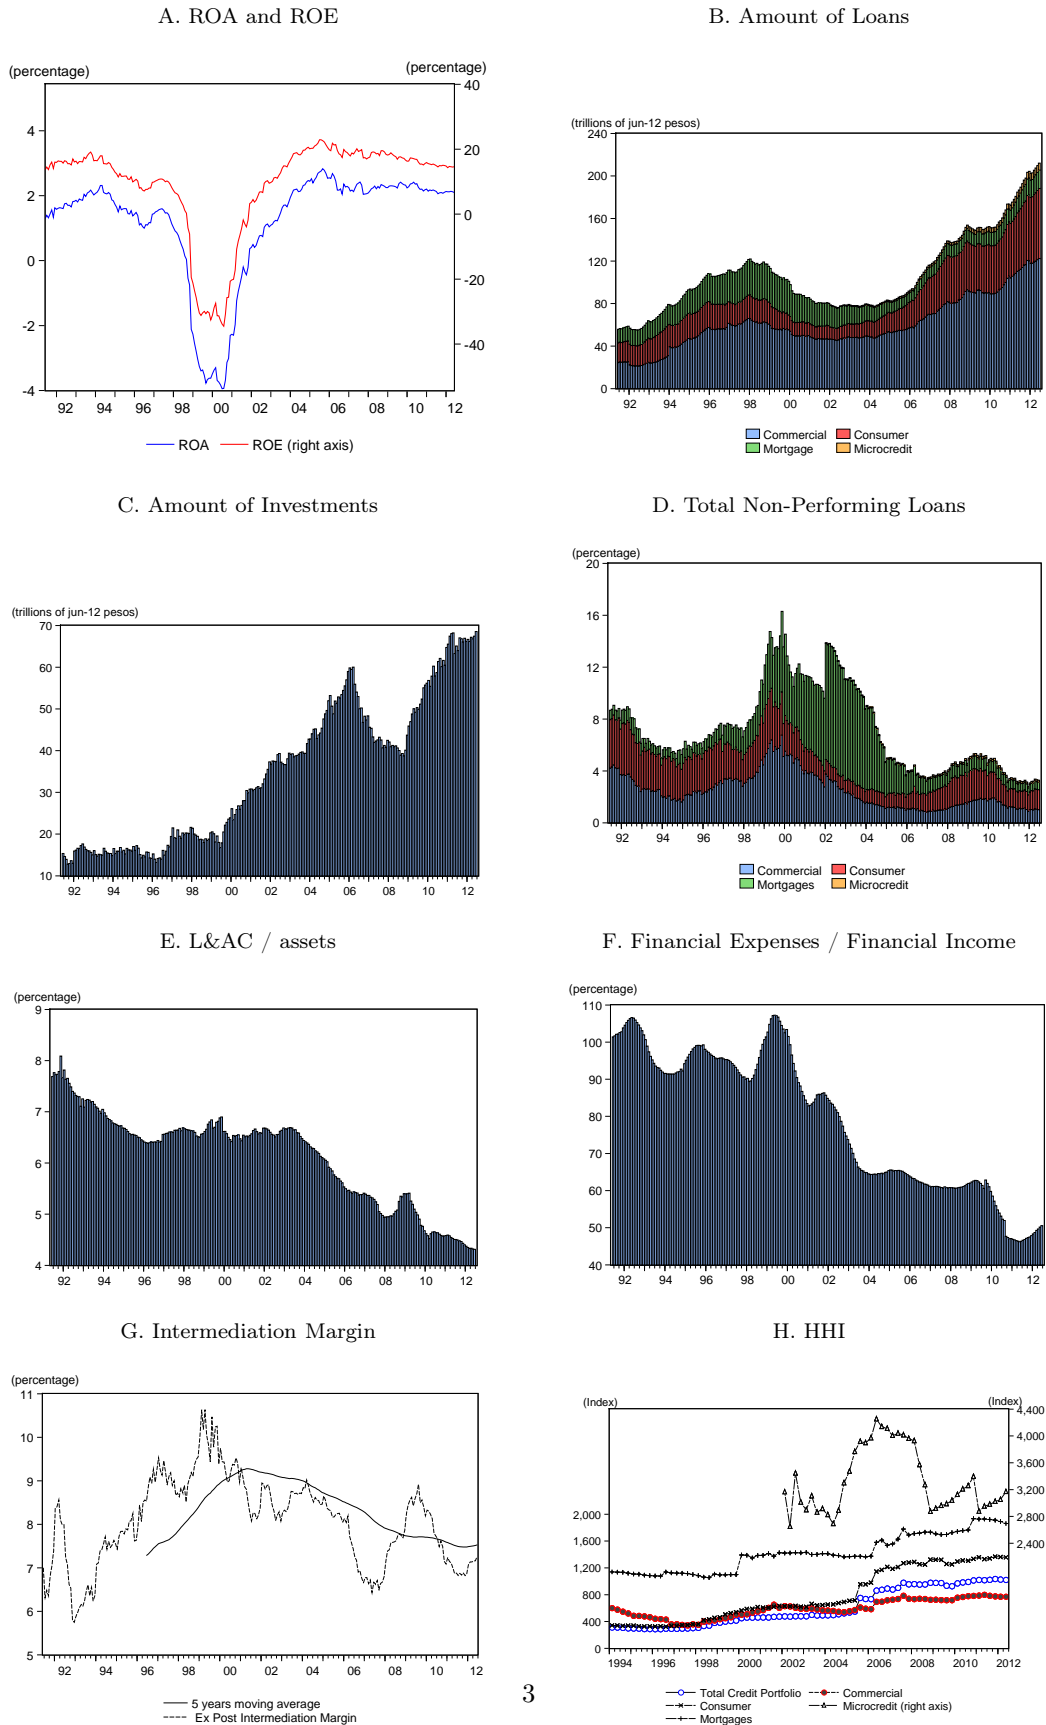 A. ROA and ROE
(percentage)
(percentage)
40
4
20
2
0
0
-20
-2
-40
-4
92 94 96 98 00 02 04 06 08 10 12
ROA ROE (right axis)
B. Amount of Loans
(trillions of jun-12 pesos)
240
200
160
120
80
40
0
92 94 96 98 00 02 04 06 08 10 12
Commercial Consumer
Mortgage Microcredit
C. Amount of Investments
(trillions of jun-12 pesos)
70
60
50
40
30
20
10
92 94 96 98 00 02 04 06 08 10 12
D. Total Non-Performing Loans
(percentage)
20
16
12
8
4
0
92 94 96 98 00 02 04 06 08 10 12
Commercial Consumer
Mortgages Microcredit
E. L&AC / assets
(percentage)
9
8
7
6
5
4
92 94 96 98 00 02 04 06 08 10 12
F. Financial Expenses / Financial Income
(percentage)
110
100
90
80
70
60
50
40
92 94 96 98 00 02 04 06 08 10 12
G. Intermediation Margin
(percentage)
11
10
9
8
7
6
5
92 94 96 98 00 02 04 06 08 10 12
5 years moving average
Ex Post Intermediation Margin
H. HHI
(Index)
(Index)
4,400
4,000
3,600
3,200
2,800
2,400
2,000
1,600
1,200
800
400
0
1994 1996 1998 2000 2002 2004 2006 2008 2010 2012
Total Credit Portfolio Commercial
Consumer Microcredit (right axis)
Mortgages
3